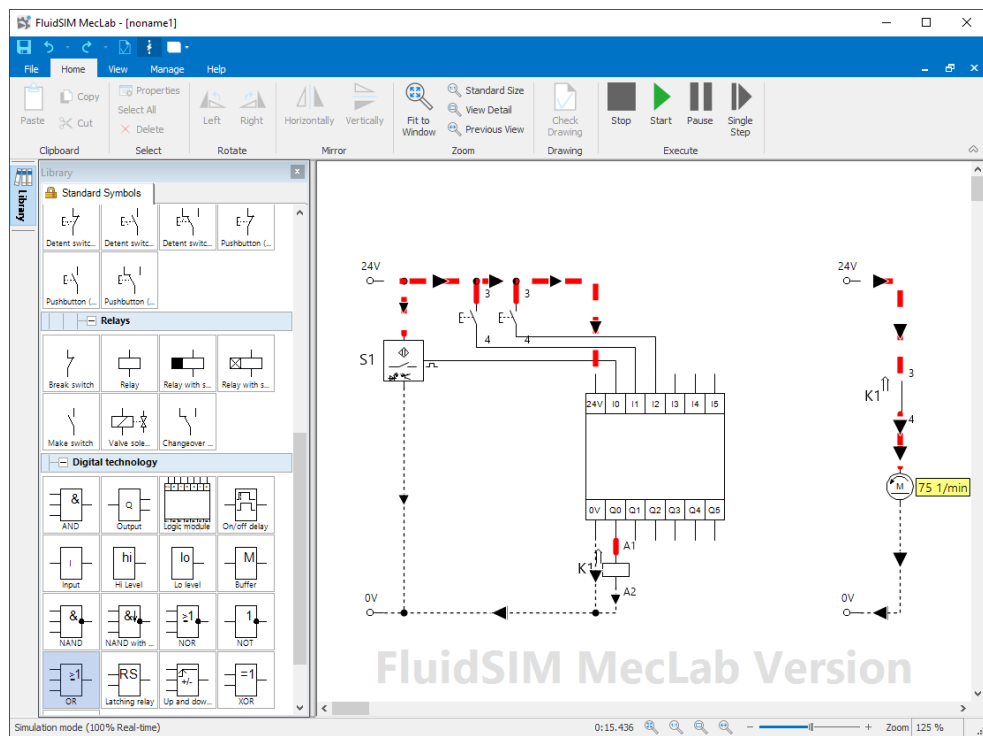 FluidSIM MecLab - [noname1]
File Home View Manage Help
Paste Copy Cut Properties Select All Delete Left Right Horizontally Vertically Fit to Window Standard Size View Detail Previous View Check Drawing Stop Start Pause Single Step
Clipboard Select Rotate Mirror Zoom Drawing Execute
Library
Library
Standard Symbols
Detent switc... Detent switc... Detent switc... Pushbutton (...
Pushbutton (... Pushbutton (...
Relays
Break switch Relay Relay with s... Relay with s...
Make switch Valve sole... Changeover ...
Digital technology
& Q
AND Output Logic module On/off delay
I hi lo M
Input Hi Level Lo level Buffer
& &↓ ≥1 1
NAND NAND with ... NOR NOT
≥1 RS +/- =1
OR Latching relay Up and dow... XOR
24V 24V
3 3
4 4
S1
3
K1
4
24V I0 I1 I2 I3 I4 I5
M 75 1/min
0V Q0 Q1 Q2 Q3 Q4 Q5
A1
K1
A2
0V 0V
FluidSIM MecLab Version
Simulation mode (100% Real-time) 0:15.436 Zoom 125 %